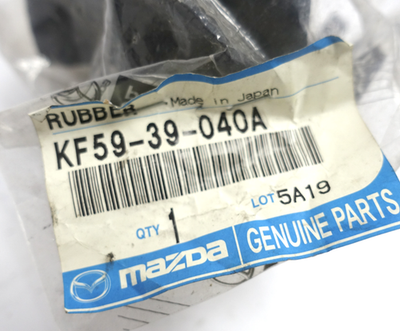 RUBBER Made in Japan
KF59-39-040A
QTY 1 LOT 5A19
mazda GENUINE PARTS